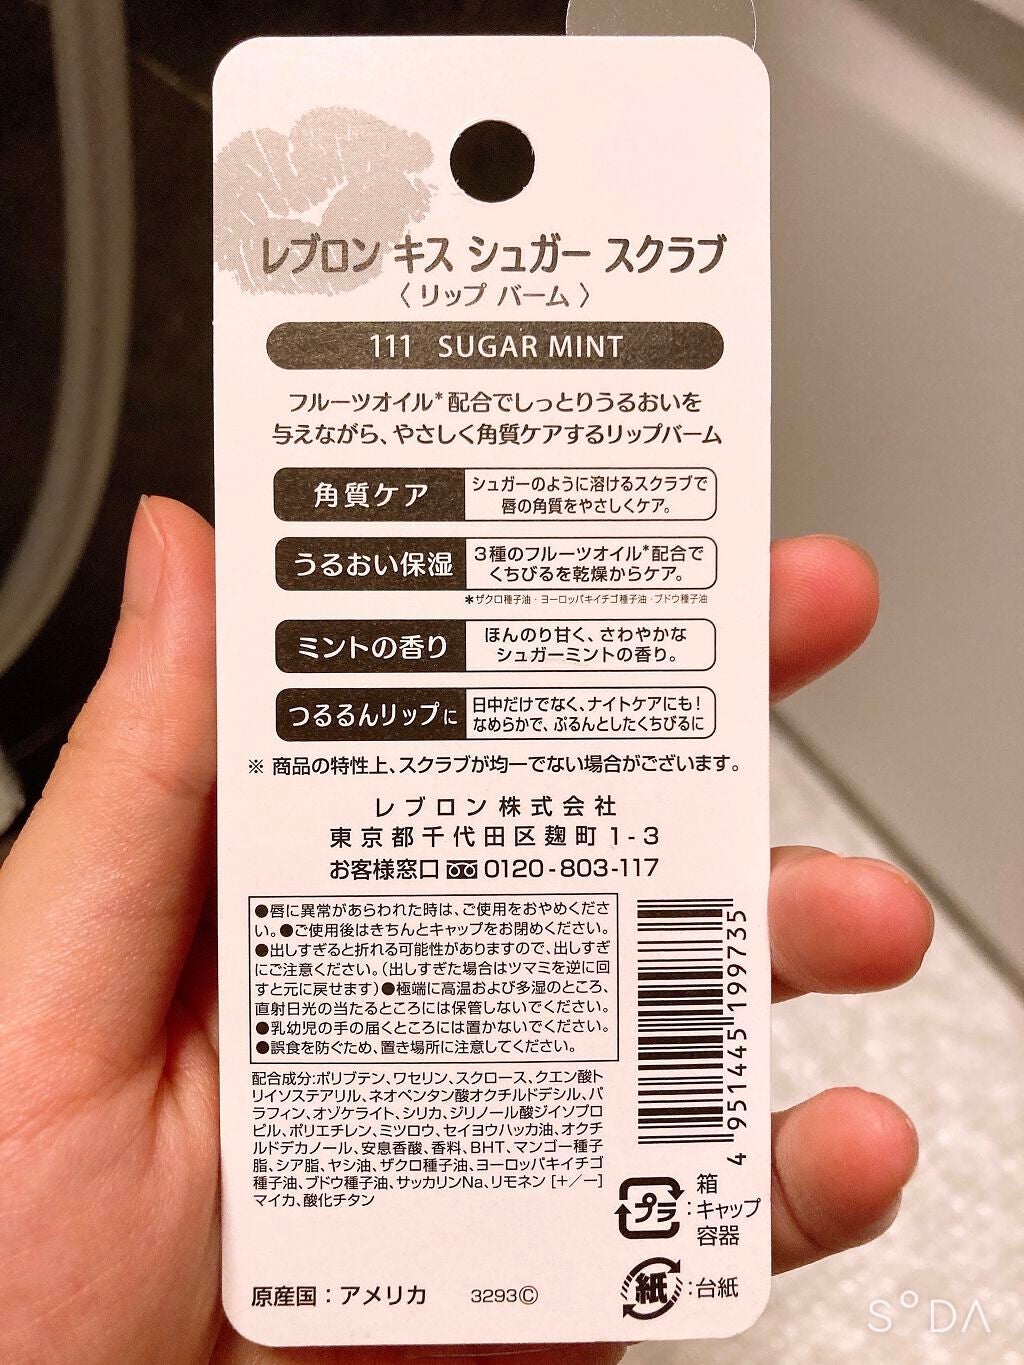 レブロン キス シュガー スクラブ
〈リップ バーム〉
111 SUGAR MINT
フルーツオイル*配合でしっとりうるおいを
与えながら、やさしく角質ケアするリップバーム
角質ケア
シュガーのように溶けるスクラブで
唇の角質をやさしくケア。
うるおい保湿
3種のフルーツオイル*配合で
くちびるを乾燥からケア。
*ザクロ種子油・ヨーロッパキイチゴ種子油・ブドウ種子油
ミントの香り
ほんのり甘く、さわやかな
シュガーミントの香り。
つるるんリップに
日中だけでなく、ナイトケアにも!
なめらかで、ぷるんとしたくちびるに
※ 商品の特性上、スクラブが均一でない場合がございます。
レブロン株式会社
東京都千代田区麹町1-3
お客様窓口 0120-803-117
●唇に異常があらわれた時は、ご使用をおやめくださ
い。●ご使用後はきちんとキャップをお閉めください。
●出しすぎると折れる可能性がありますので、出しすぎ
にご注意ください。(出しすぎた場合はツマミを逆に回
すと元に戻せます)●極端に高温および多湿のところ、
直射日光の当たるところには保管しないでください。
●乳幼児の手の届くところには置かないでください。
●誤食を防ぐため、置き場所に注意してください。
配合成分:ポリブテン、ワセリン、スクロース、クエン酸ト
リイソステアリル、ネオペンタン酸オクチルドデシル、パ
ラフィン、オゾケライト、シリカ、ジリノール酸ジイソプロ
ピル、ポリエチレン、ミツロウ、セイヨウハッカ油、オクチ
ルドデカノール、安息香酸、香料、BHT、マンゴー種子
脂、シア脂、ヤシ油、ザクロ種子油、ヨーロッパキイチゴ
種子油、ブドウ種子油、サッカリンNa、リモネン [+/−]
マイカ、酸化チタン
4 951445 199735
プラ:箱
キャップ
容器
紙:台紙
原産国:アメリカ 3293Ⓒ
S°DA